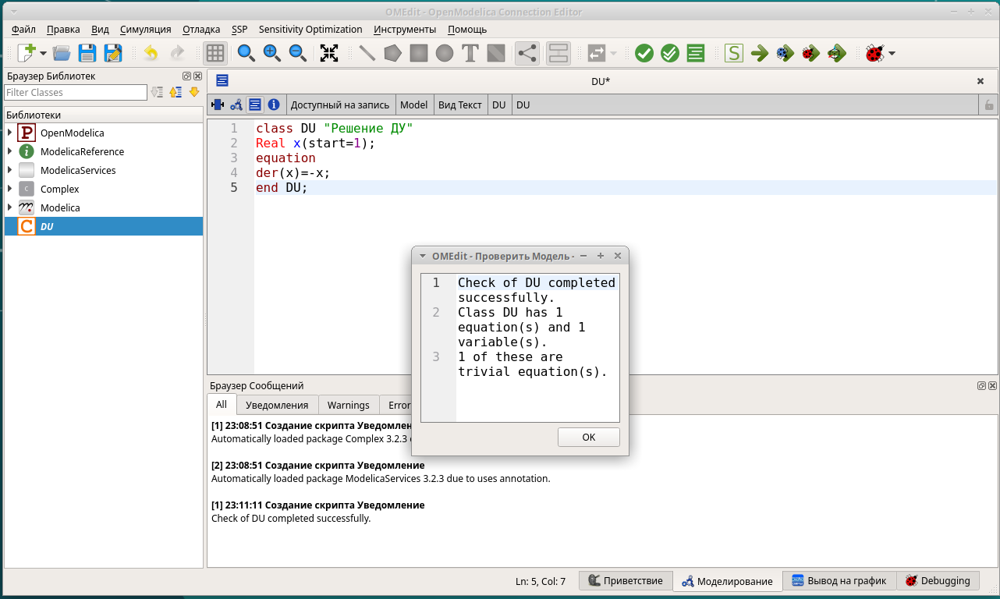 OMEdit - OpenModelica Connection Editor
Файл Правка Вид Симуляция Отладка SSP Sensitivity Optimization Инструменты Помощь
Браузер Библиотек
Filter Classes
Библиотеки
OpenModelica
ModelicaReference
ModelicaServices
Complex
Modelica
DU
DU*
Доступный на запись Model Вид Текст DU DU
1 class DU "Решение ДУ"
2 Real x(start=1);
3 equation
4 der(x)=-x;
5 end DU;
OMEdit - Проверить Модель -
1 Check of DU completed
successfully.
2 Class DU has 1
equation(s) and 1
variable(s).
3 1 of these are
trivial equation(s).
OK
Браузер Сообщений
All Уведомления Warnings Error
[1] 23:08:51 Создание скрипта Уведомлен
Automatically loaded package Complex 3.2.3
[2] 23:08:51 Создание скрипта Уведомление
Automatically loaded package ModelicaServices 3.2.3 due to uses annotation.
[1] 23:11:11 Создание скрипта Уведомление
Check of DU completed successfully.
Ln: 5, Col: 7 Приветствие Моделирование Вывод на график Debugging